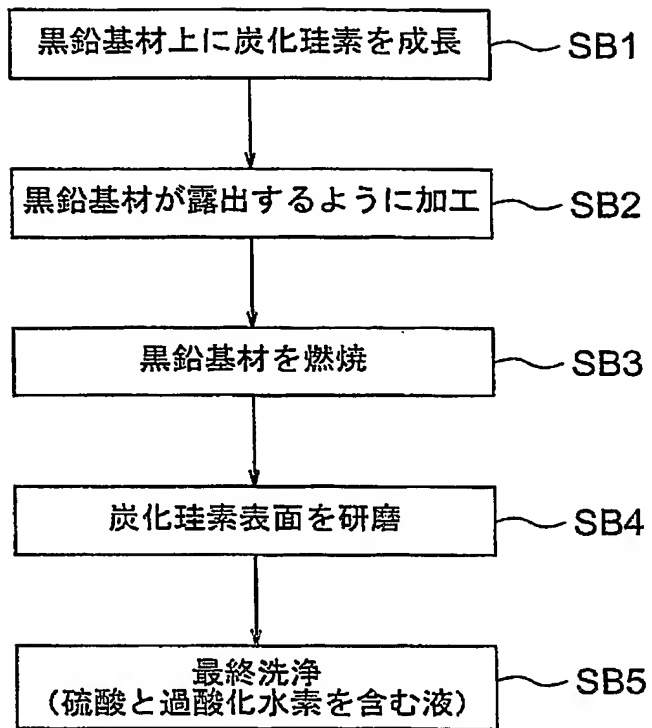 黒鉛基材上に炭化珪素を成長
SB1
黒鉛基材が露出するように加工
SB2
黒鉛基材を燃焼
SB3
炭化珪素表面を研磨
SB4
最終洗浄
(硫酸と過酸化水素を含む液)
SB5